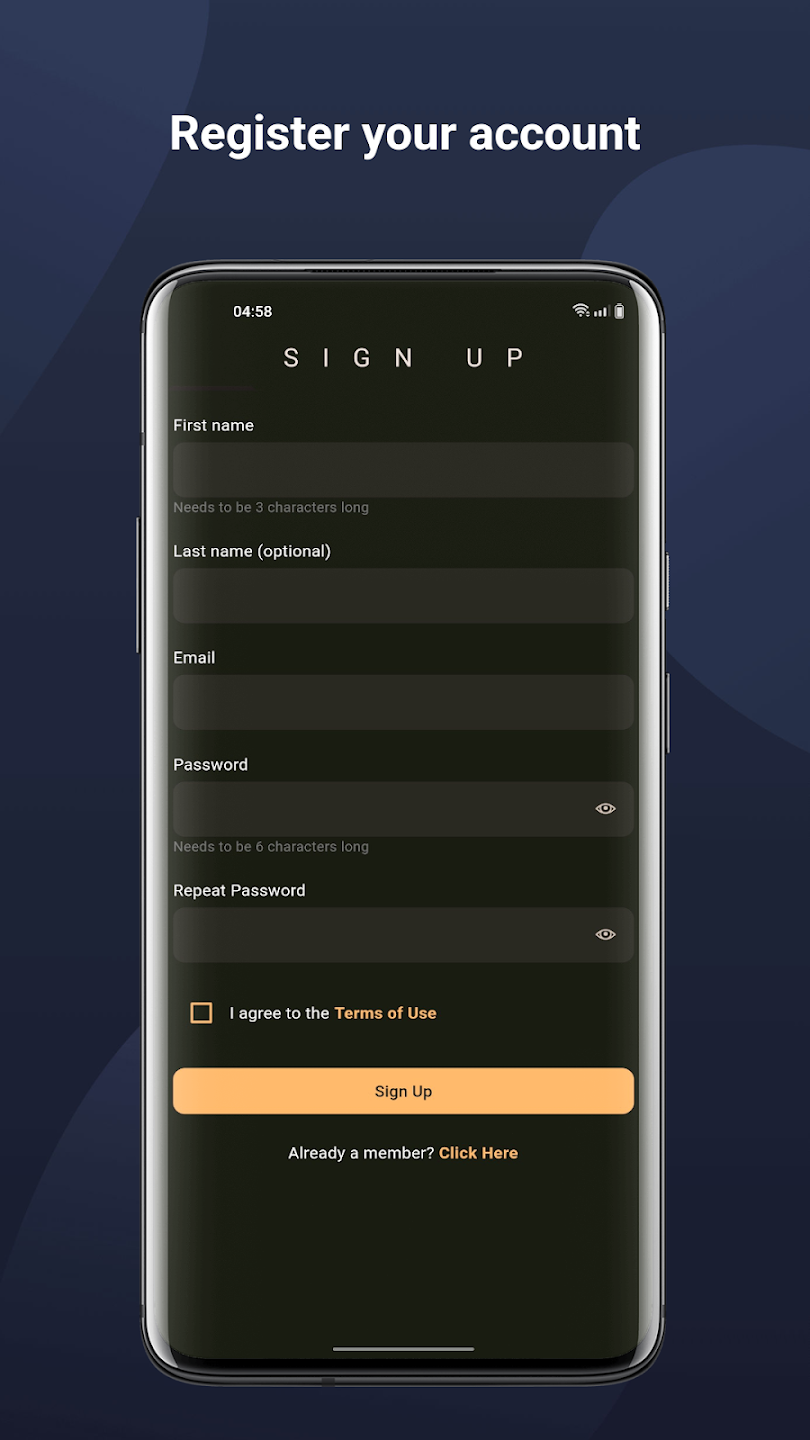 Register your account
04:58
SIGN UP
First name
Needs to be 3 characters long
Last name (optional)
Email
Password
Needs to be 6 characters long
Repeat Password
I agree to the Terms of Use
Sign Up
Already a member? Click Here